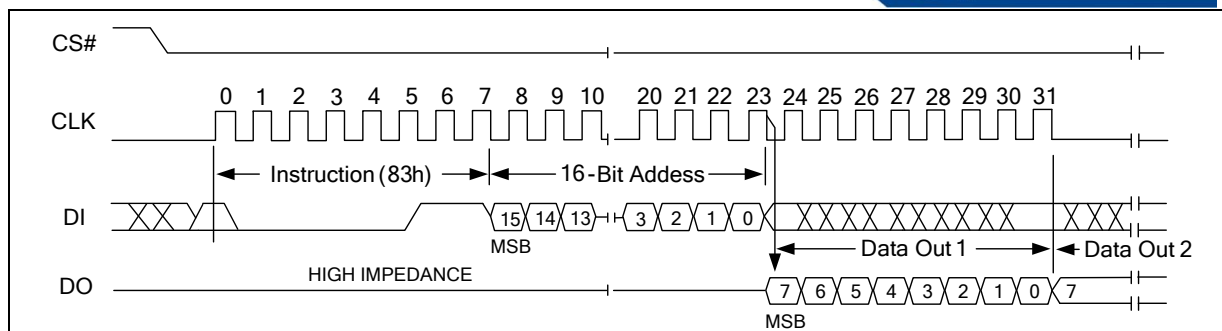 CS#
0 1 2 3 4 5 6 7 8 9 10 20 21 22 23 24 25 26 27 28 29 30 31
CLK
Instruction (83h) 16-Bit Addess
DI 15 14 13 3 2 1 0
MSB
Data Out 1 Data Out 2
HIGH IMPEDANCE
DO 7 6 5 4 3 2 1 0 7
MSB